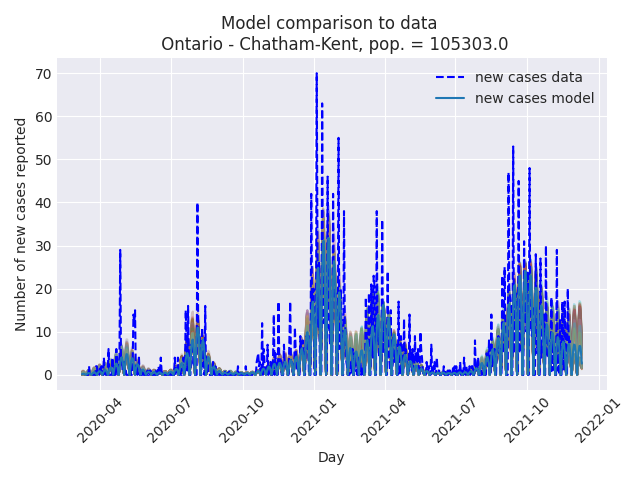 Model comparison to data
Ontario - Chatham-Kent, pop. = 105303.0
new cases data
new cases model
Number of new cases reported
70
60
50
40
30
20
10
0
2020-04
2020-07
2020-10
2021-01
2021-04
2021-07
2021-10
2022-01
Day